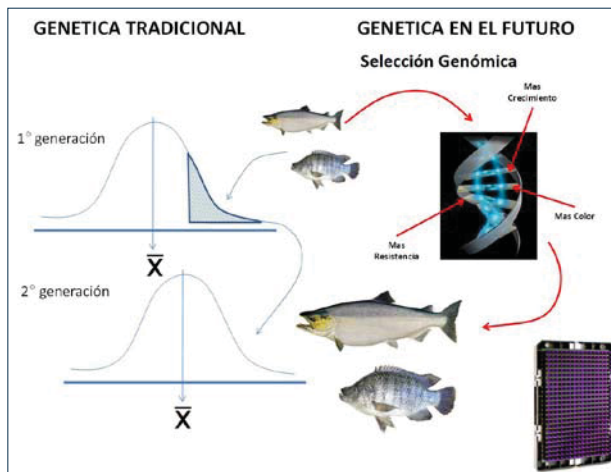 GENETICA TRADICIONAL
GENETICA EN EL FUTURO
Selección Genómica
Mas
Crecimiento
1° generación
Mas Color
Mas
Resistencia
X̅
2° generación
X̅